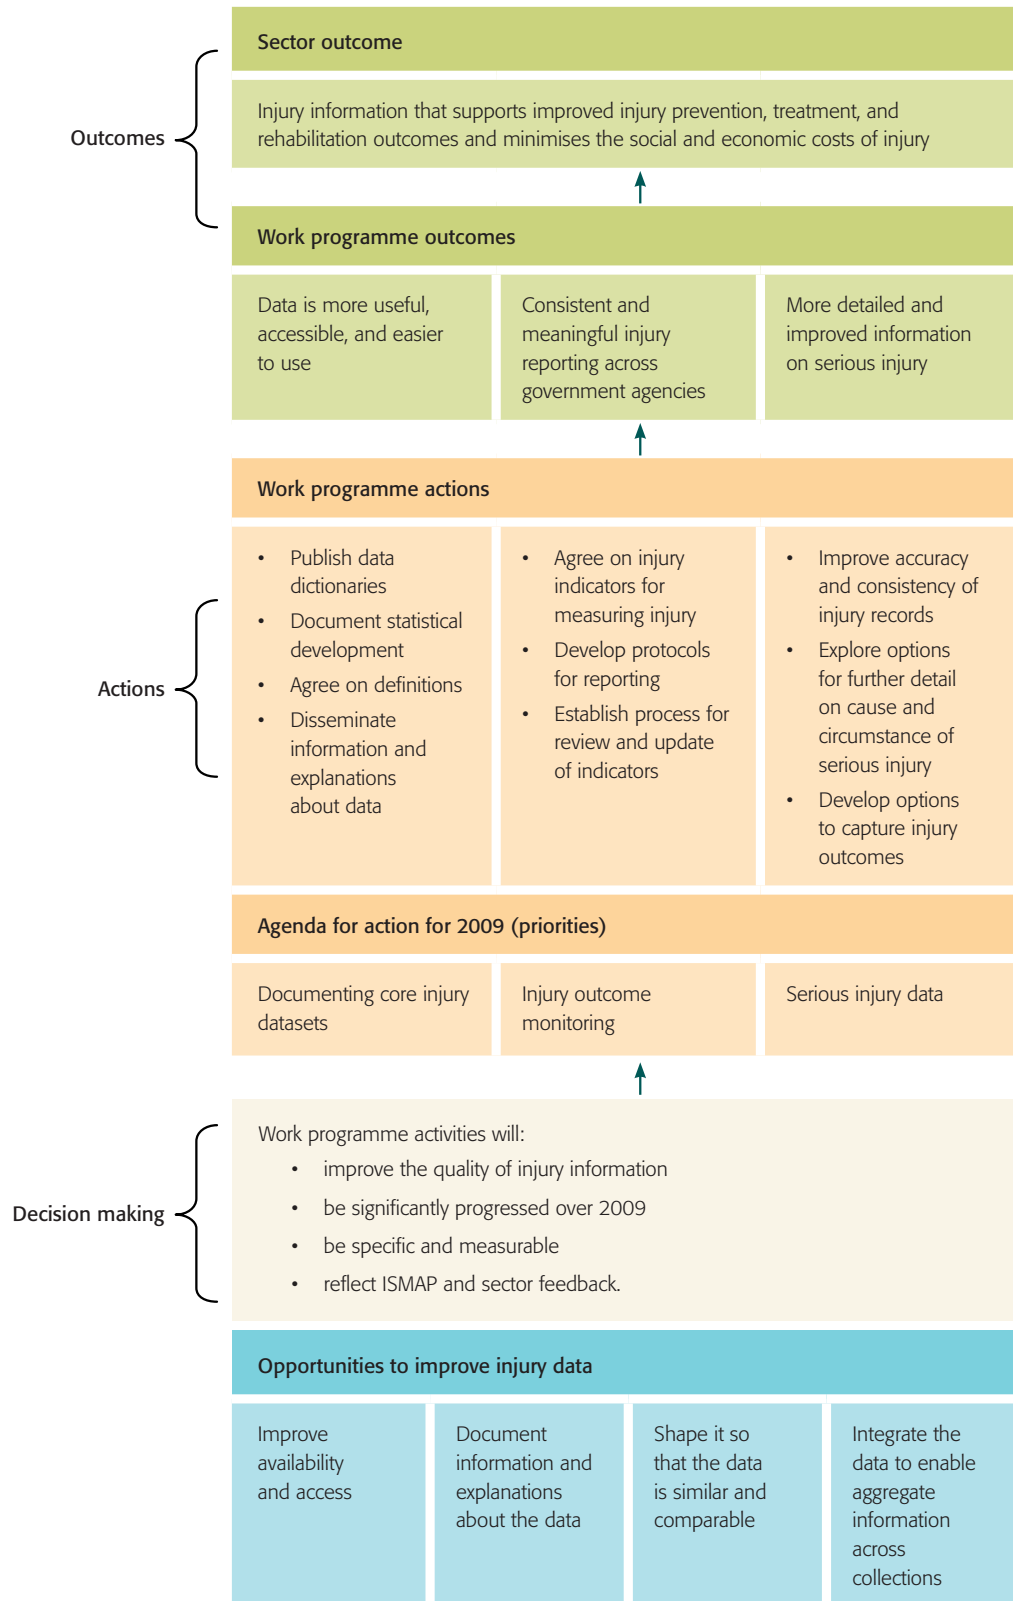 Outcomes
Sector outcome
Injury information that supports improved injury prevention, treatment, and
rehabilitation outcomes and minimises the social and economic costs of injury
Work programme outcomes
Data is more useful,
accessible, and easier
to use
Consistent and
meaningful injury
reporting across
government agencies
More detailed and
improved information
on serious injury
Actions
Work programme actions
• Publish data
dictionaries
• Document statistical
development
• Agree on definitions
• Disseminate
information and
explanations
about data
• Agree on injury
indicators for
measuring injury
• Develop protocols
for reporting
• Establish process for
review and update
of indicators
• Improve accuracy
and consistency of
injury records
• Explore options
for further detail
on cause and
circumstance of
serious injury
• Develop options
to capture injury
outcomes
Agenda for action for 2009 (priorities)
Documenting core injury
datasets
Injury outcome
monitoring
Serious injury data
Decision making
Work programme activities will:
• improve the quality of injury information
• be significantly progressed over 2009
• be specific and measurable
• reflect ISMAP and sector feedback.
Opportunities to improve injury data
Improve
availability
and access
Document
information and
explanations
about the data
Shape it so
that the data
is similar and
comparable
Integrate the
data to enable
aggregate
information
across
collections